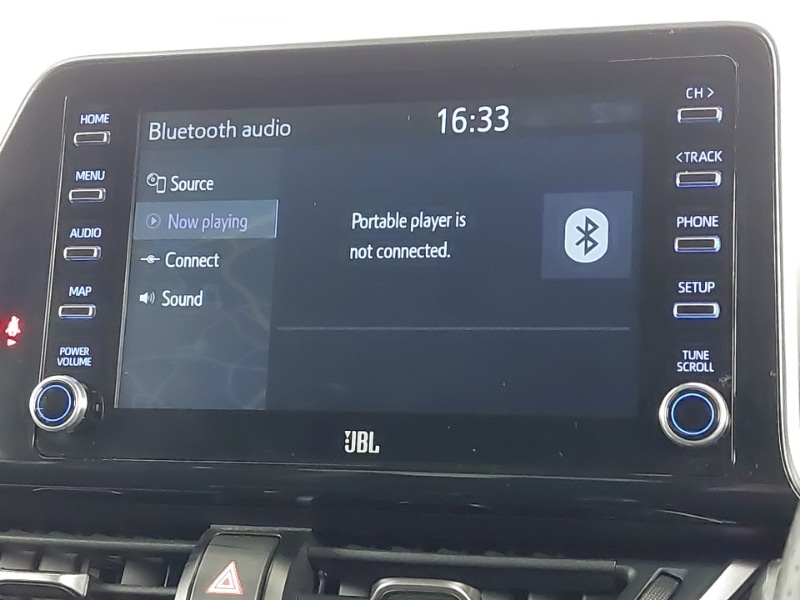 HOME
MENU
AUDIO
MAP
POWER
VOLUME
Bluetooth audio
16:33
Source
Now playing
Connect
Sound
Portable player is
not connected.
CH >
<TRACK
PHONE
SETUP
TUNE
SCROLL
JBL